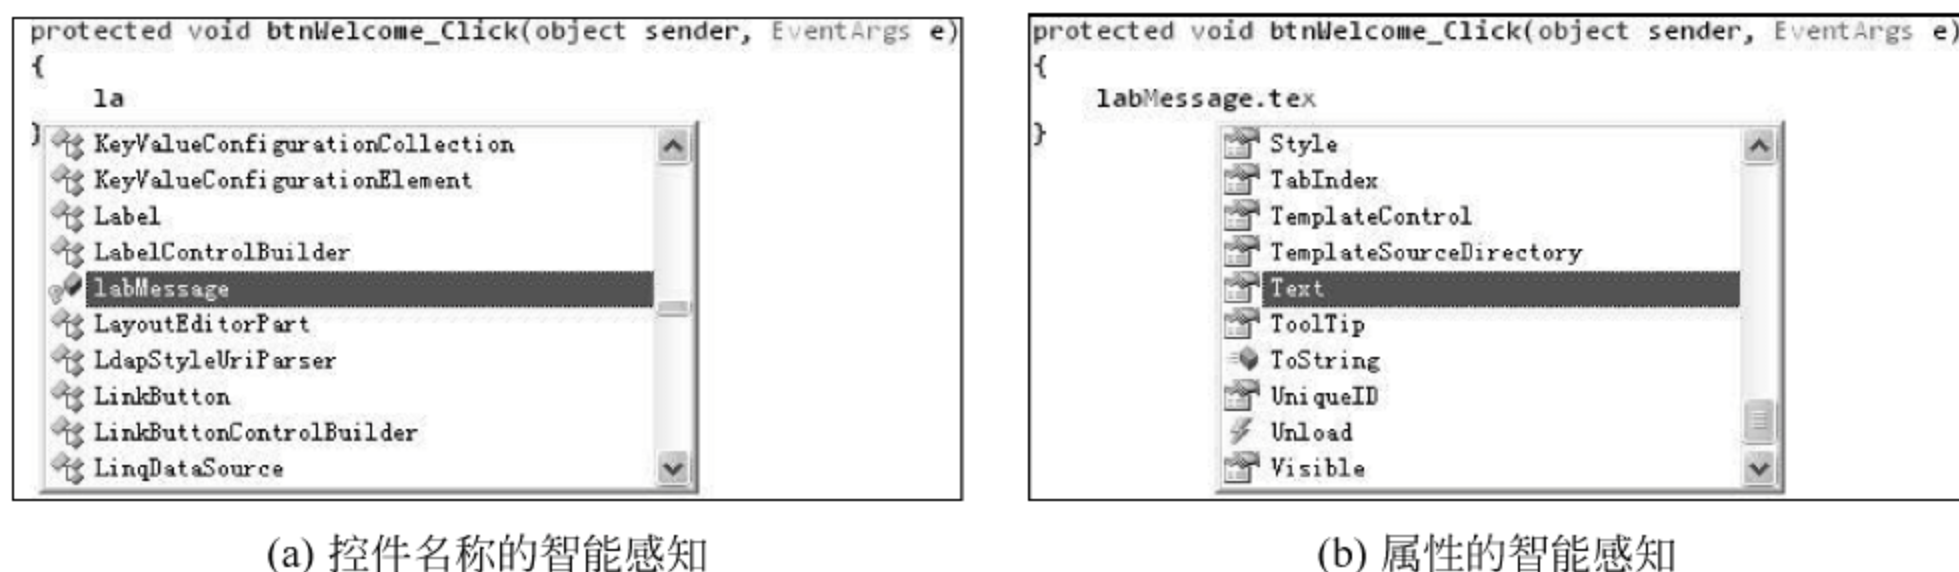 protected void btnWelcome_Click(object sender, EventArgs e)
{
la
}
KeyValueConfigurationCollection
KeyValueConfigurationElement
Label
LabelControlBuilder
labMessage
LayoutEditorPart
LdapStyleUriParser
LinkButton
LinkButtonControlBuilder
LinqDataSource
(a) 控件名称的智能感知
protected void btnWelcome_Click(object sender, EventArgs e)
{
labMessage.tex
}
Style
TabIndex
TemplateControl
TemplateSourceDirectory
Text
ToolTip
ToString
UniqueID
Unload
Visible
(b) 属性的智能感知